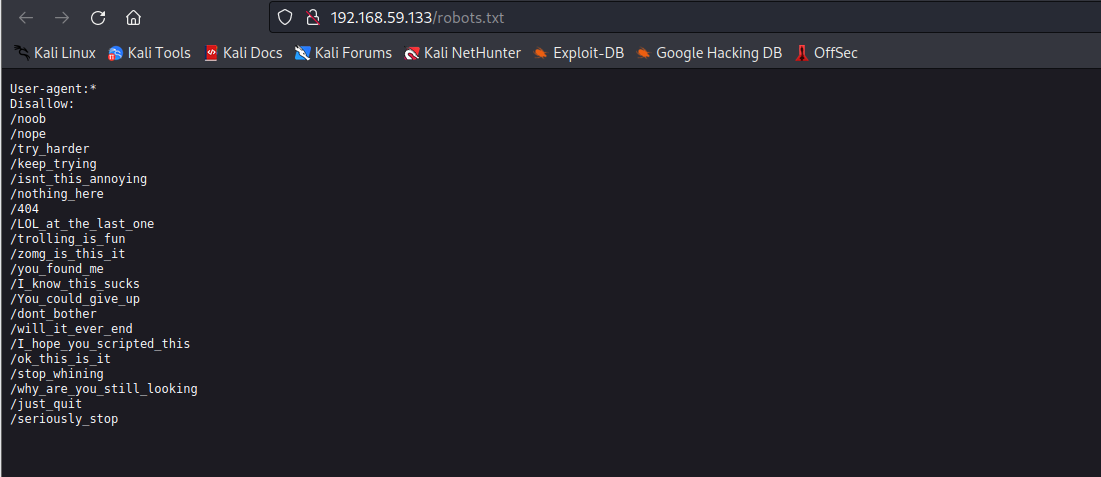 192.168.59.133/robots.txt
Kali Linux Kali Tools Kali Docs Kali Forums Kali NetHunter Exploit-DB Google Hacking DB OffSec
User-agent:*
Disallow:
/noob
/nope
/try_harder
/keep_trying
/isnt_this_annoying
/nothing_here
/404
/LOL_at_the_last_one
/trolling_is_fun
/zomg_is_this_it
/you_found_me
/I_know_this_sucks
/You_could_give_up
/dont_bother
/will_it_ever_end
/I_hope_you_scripted_this
/ok_this_is_it
/stop_whining
/why_are_you_still_looking
/just_quit
/seriously_stop